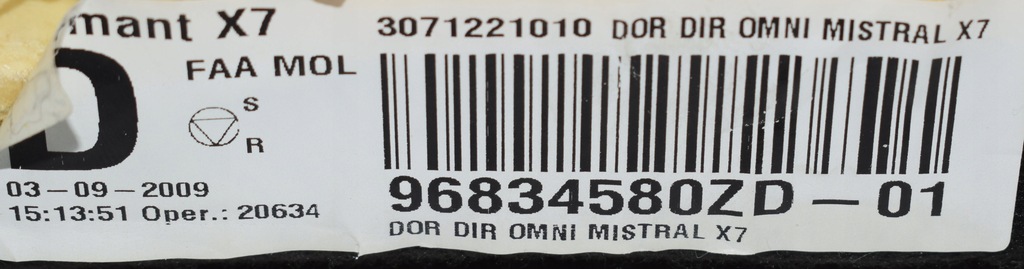 mant X7
FAA MOL
D
S
R
03-09-2009
15:13:51 Oper.: 20634
3071221010 DOR DIR OMNI MISTRAL X7
96834580ZD-01
DOR DIR OMNI MISTRAL X7